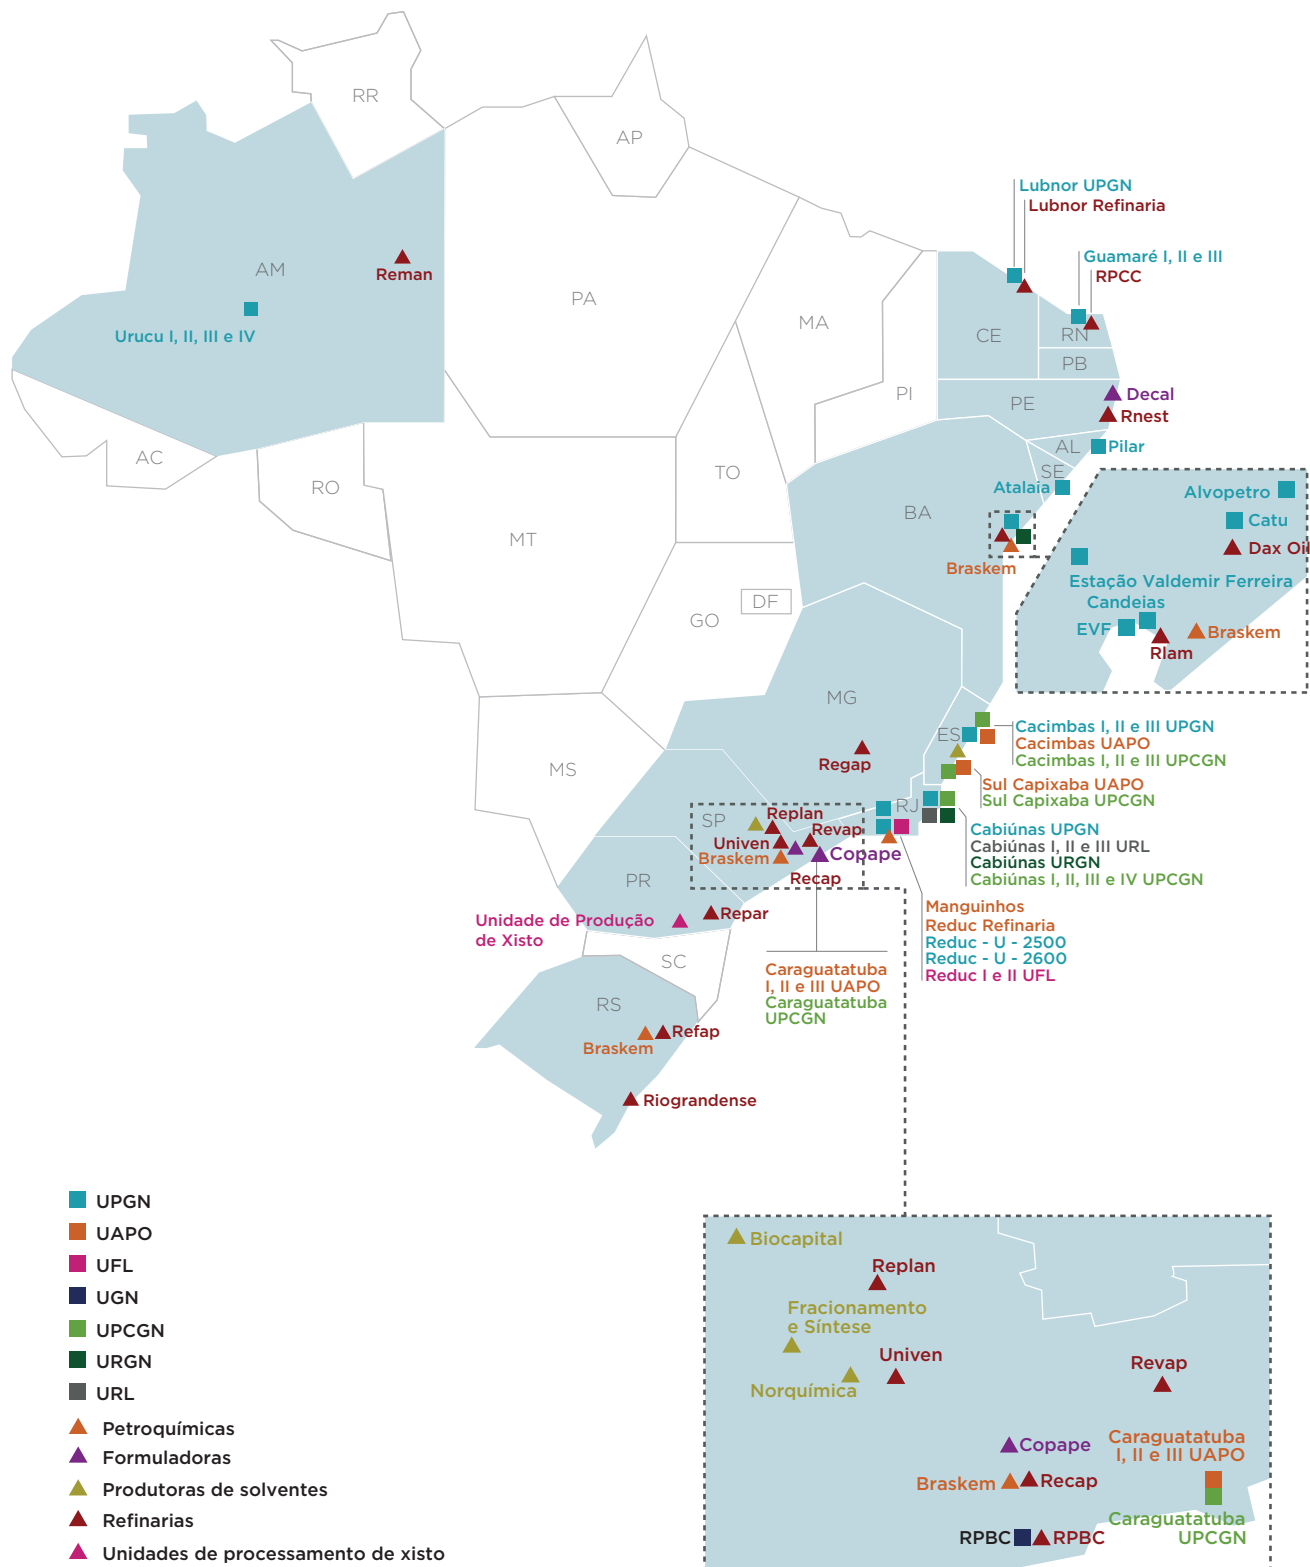 RR
AP
Lubnor UPGN
Lubnor Refinaria
Guamaré I, II e III
RPCC
AM
Reman
PA
MA
CE
RN
PB
Urucu I, II, III e IV
PI
PE
Decal
Rnest
AC
RO
TO
AL
Pilar
SE
Atalaia
BA
MT
Braskem
Alvopetro
Catu
Dax Oil
Estação Valdemir Ferreira
Candeias
EVF
Braskem
Rlam
DF
GO
MG
ES
Regap
MS
Cacimbas I, II e III UPGN
Cacimbas UAPO
Cacimbas I, II e III UPCGN
Sul Capixaba UAPO
Sul Capixaba UPCGN
RJ
SP
Replan
Revap
Univen
Braskem
Copape
Recap
Cabiúnas UPGN
Cabiúnas I, II e III URL
Cabiúnas URGN
Cabiúnas I, II, III e IV UPCGN
PR
Repar
Unidade de Produção
de Xisto
Manguinhos
Reduc Refinaria
Reduc - U - 2500
Reduc - U - 2600
Reduc I e II UFL
SC
Caraguatatuba
I, II e III UAPO
Caraguatatuba
UPCGN
RS
Refap
Braskem
Riograndense
UPGN
UAPO
UFL
UGN
UPCGN
URGN
URL
Petroquímicas
Formuladoras
Produtoras de solventes
Refinarias
Unidades de processamento de xisto
Biocapital
Replan
Fracionamento
e Síntese
Univen
Norquímica
Revap
Copape
Caraguatatuba
I, II e III UAPO
Braskem
Recap
Caraguatatuba
UPCGN
RPBC
RPBC